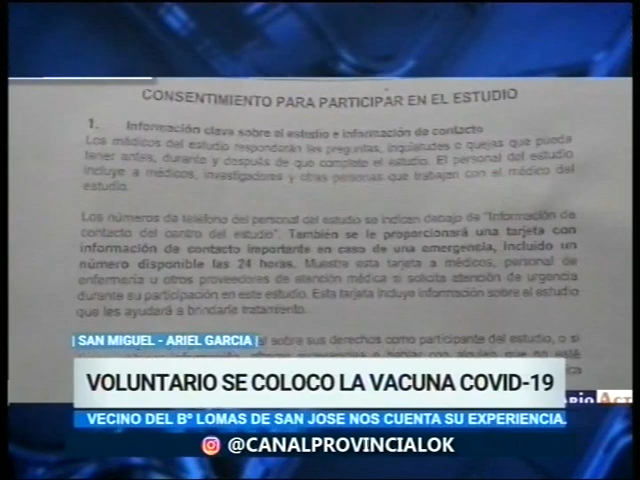 CONSENTIMIENTO PARA PARTICIPAR EN EL ESTUDIO
1. Información clave sobre el estudio e información de contacto
Los médicos del estudio responderán las preguntas, inquietudes o quejas que pueda
tener antes, durante y después de que complete el estudio. El personal del estudio
incluye a médicos, investigadores y otras personas que trabajan con el médico del
estudio.
Los números de teléfono del personal del estudio se indican debajo de "Información de
contacto del centro del estudio". También se le proporcionará una tarjeta con
información de contacto importante en caso de una emergencia, incluido un
número disponible las 24 horas. Muestre esta tarjeta a médicos, personal de
enfermería u otros proveedores de atención médica si solicita atención de urgencia
durante su participación en este estudio. Esta tarjeta incluye información sobre el estudio
que les ayudará a brindarle tratamiento.
sobre sus derechos como participante del estudio, o si
| SAN MIGUEL - ARIEL GARCIA |
VOLUNTARIO SE COLOCO LA VACUNA COVID-19
VECINO DEL B° LOMAS DE SAN JOSE NOS CUENTA SU EXPERIENCIA.
@CANALPROVINCIALOK